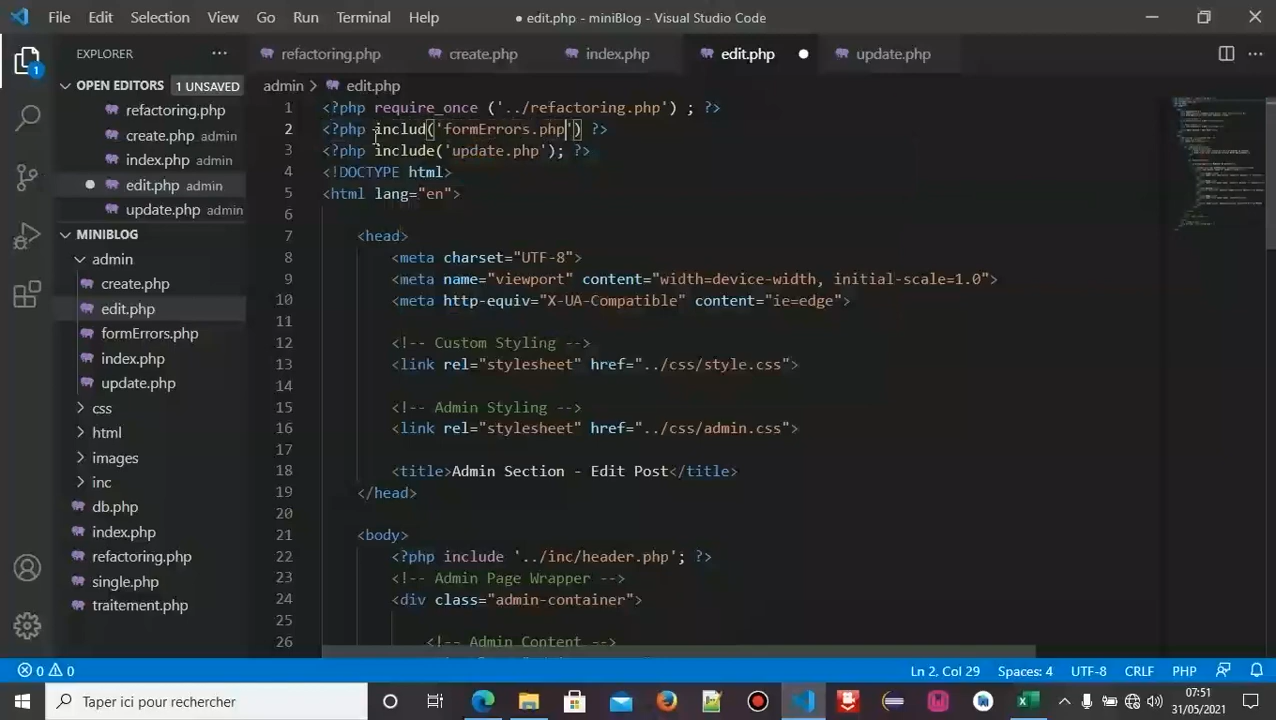 File Edit Selection View Go Run Terminal Help ● edit.php - miniBlog - Visual Studio Code
EXPLORER ··· refactoring.php create.php index.php edit.php ● update.php ···
OPEN EDITORS 1 UNSAVED
refactoring.php
create.php admin
index.php admin
● edit.php admin
update.php admin
MINIBLOG
admin
create.php
edit.php
formErrors.php
index.php
update.php
css
html
images
inc
db.php
index.php
refactoring.php
single.php
traitement.php
1
admin > edit.php
1 <?php require_once ('../refactoring.php') ; ?>
2 <?php includ('formErrors.php') ?>
3 <?php include('update.php'); ?>
4 <!DOCTYPE html>
5 <html lang="en">
6
7 <head>
8 <meta charset="UTF-8">
9 <meta name="viewport" content="width=device-width, initial-scale=1.0">
10 <meta http-equiv="X-UA-Compatible" content="ie=edge">
11
12 <!-- Custom Styling -->
13 <link rel="stylesheet" href="../css/style.css">
14
15 <!-- Admin Styling -->
16 <link rel="stylesheet" href="../css/admin.css">
17
18 <title>Admin Section - Edit Post</title>
19 </head>
20
21 <body>
22 <?php include '../inc/header.php'; ?>
23 <!-- Admin Page Wrapper -->
24 <div class="admin-container">
25
26 <!-- Admin Content -->
0 0 Ln 2, Col 29 Spaces: 4 UTF-8 CRLF PHP
Taper ici pour rechercher 07:51
31/05/2021